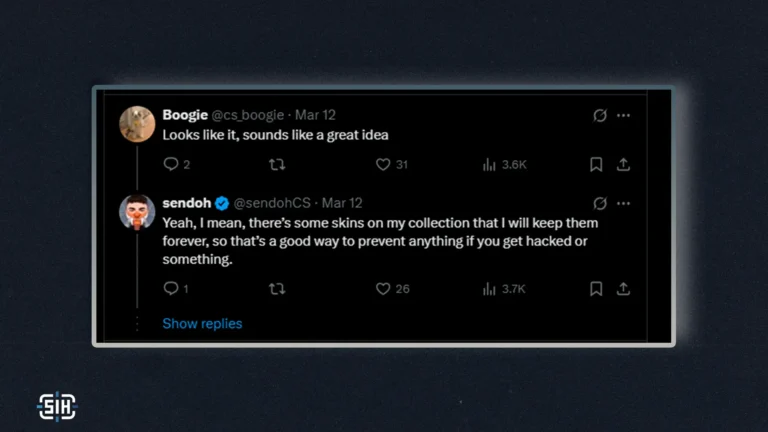 Boogie @cs_boogie · Mar 12
Looks like it, sounds like a great idea
2 31 3.6K
sendoh @sendohCS · Mar 12
Yeah, I mean, there's some skins on my collection that I will keep them
forever, so that's a good way to prevent anything if you get hacked or
something.
1 26 3.7K
Show replies
SIH